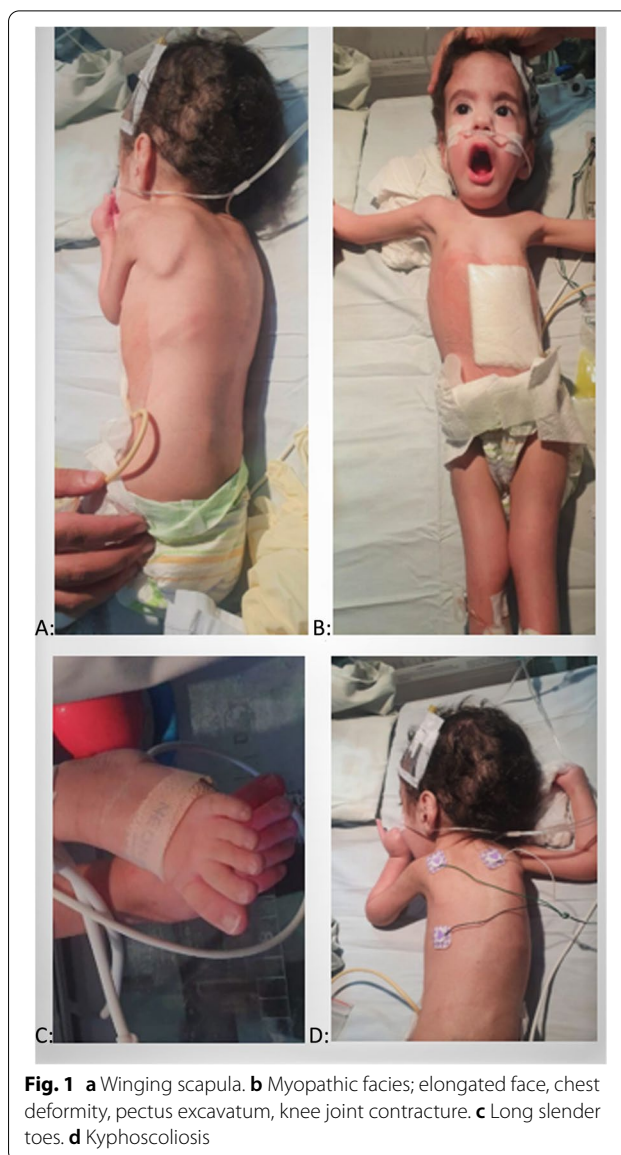 A: B:
C: D:
Fig. 1 a Winging scapula. b Myopathic facies; elongated face, chest
deformity, pectus excavatum, knee joint contracture. c Long slender
toes. d Kyphoscoliosis